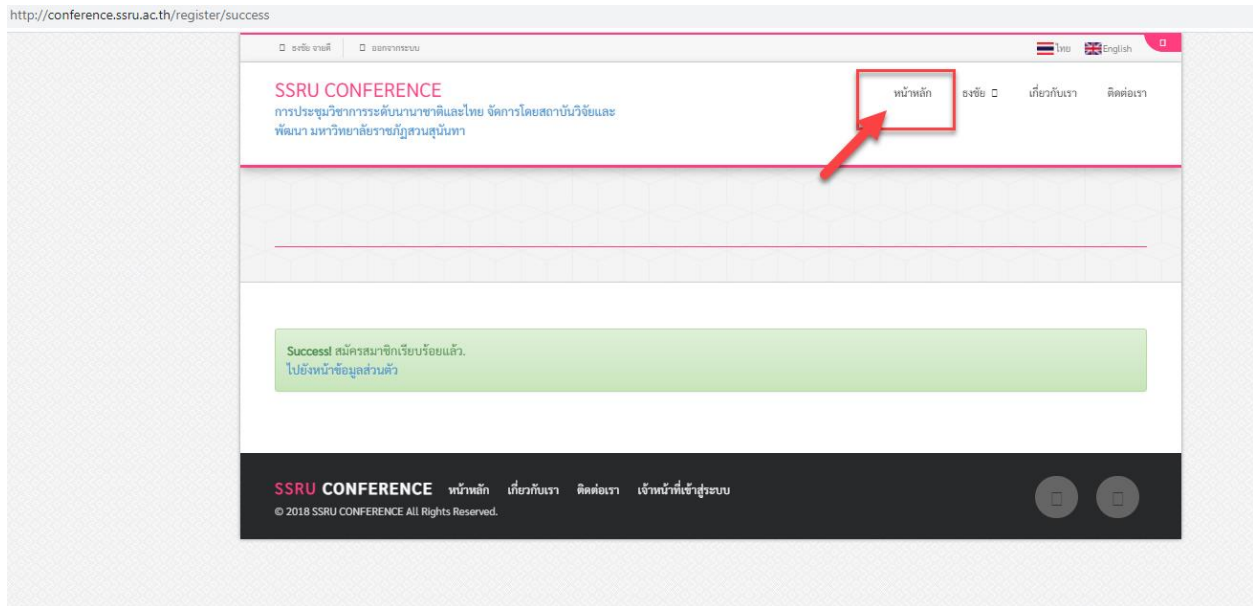 http://conference.ssru.ac.th/register/success
ธงชัย จายดี ออกจากระบบ ไทย English
SSRU CONFERENCE
การประชุมวิชาการระดับนานาชาติและไทย จัดการโดยสถาบันวิจัยและ
พัฒนา มหาวิทยาลัยราชภัฏสวนสุนันทา
หน้าหลัก ธงชัย เกี่ยวกับเรา ติดต่อเรา
Success! สมัครสมาชิกเรียบร้อยแล้ว.
ไปยังหน้าข้อมูลส่วนตัว
SSRU CONFERENCE หน้าหลัก เกี่ยวกับเรา ติดต่อเรา เจ้าหน้าที่เข้าสู่ระบบ
© 2018 SSRU CONFERENCE All Rights Reserved.